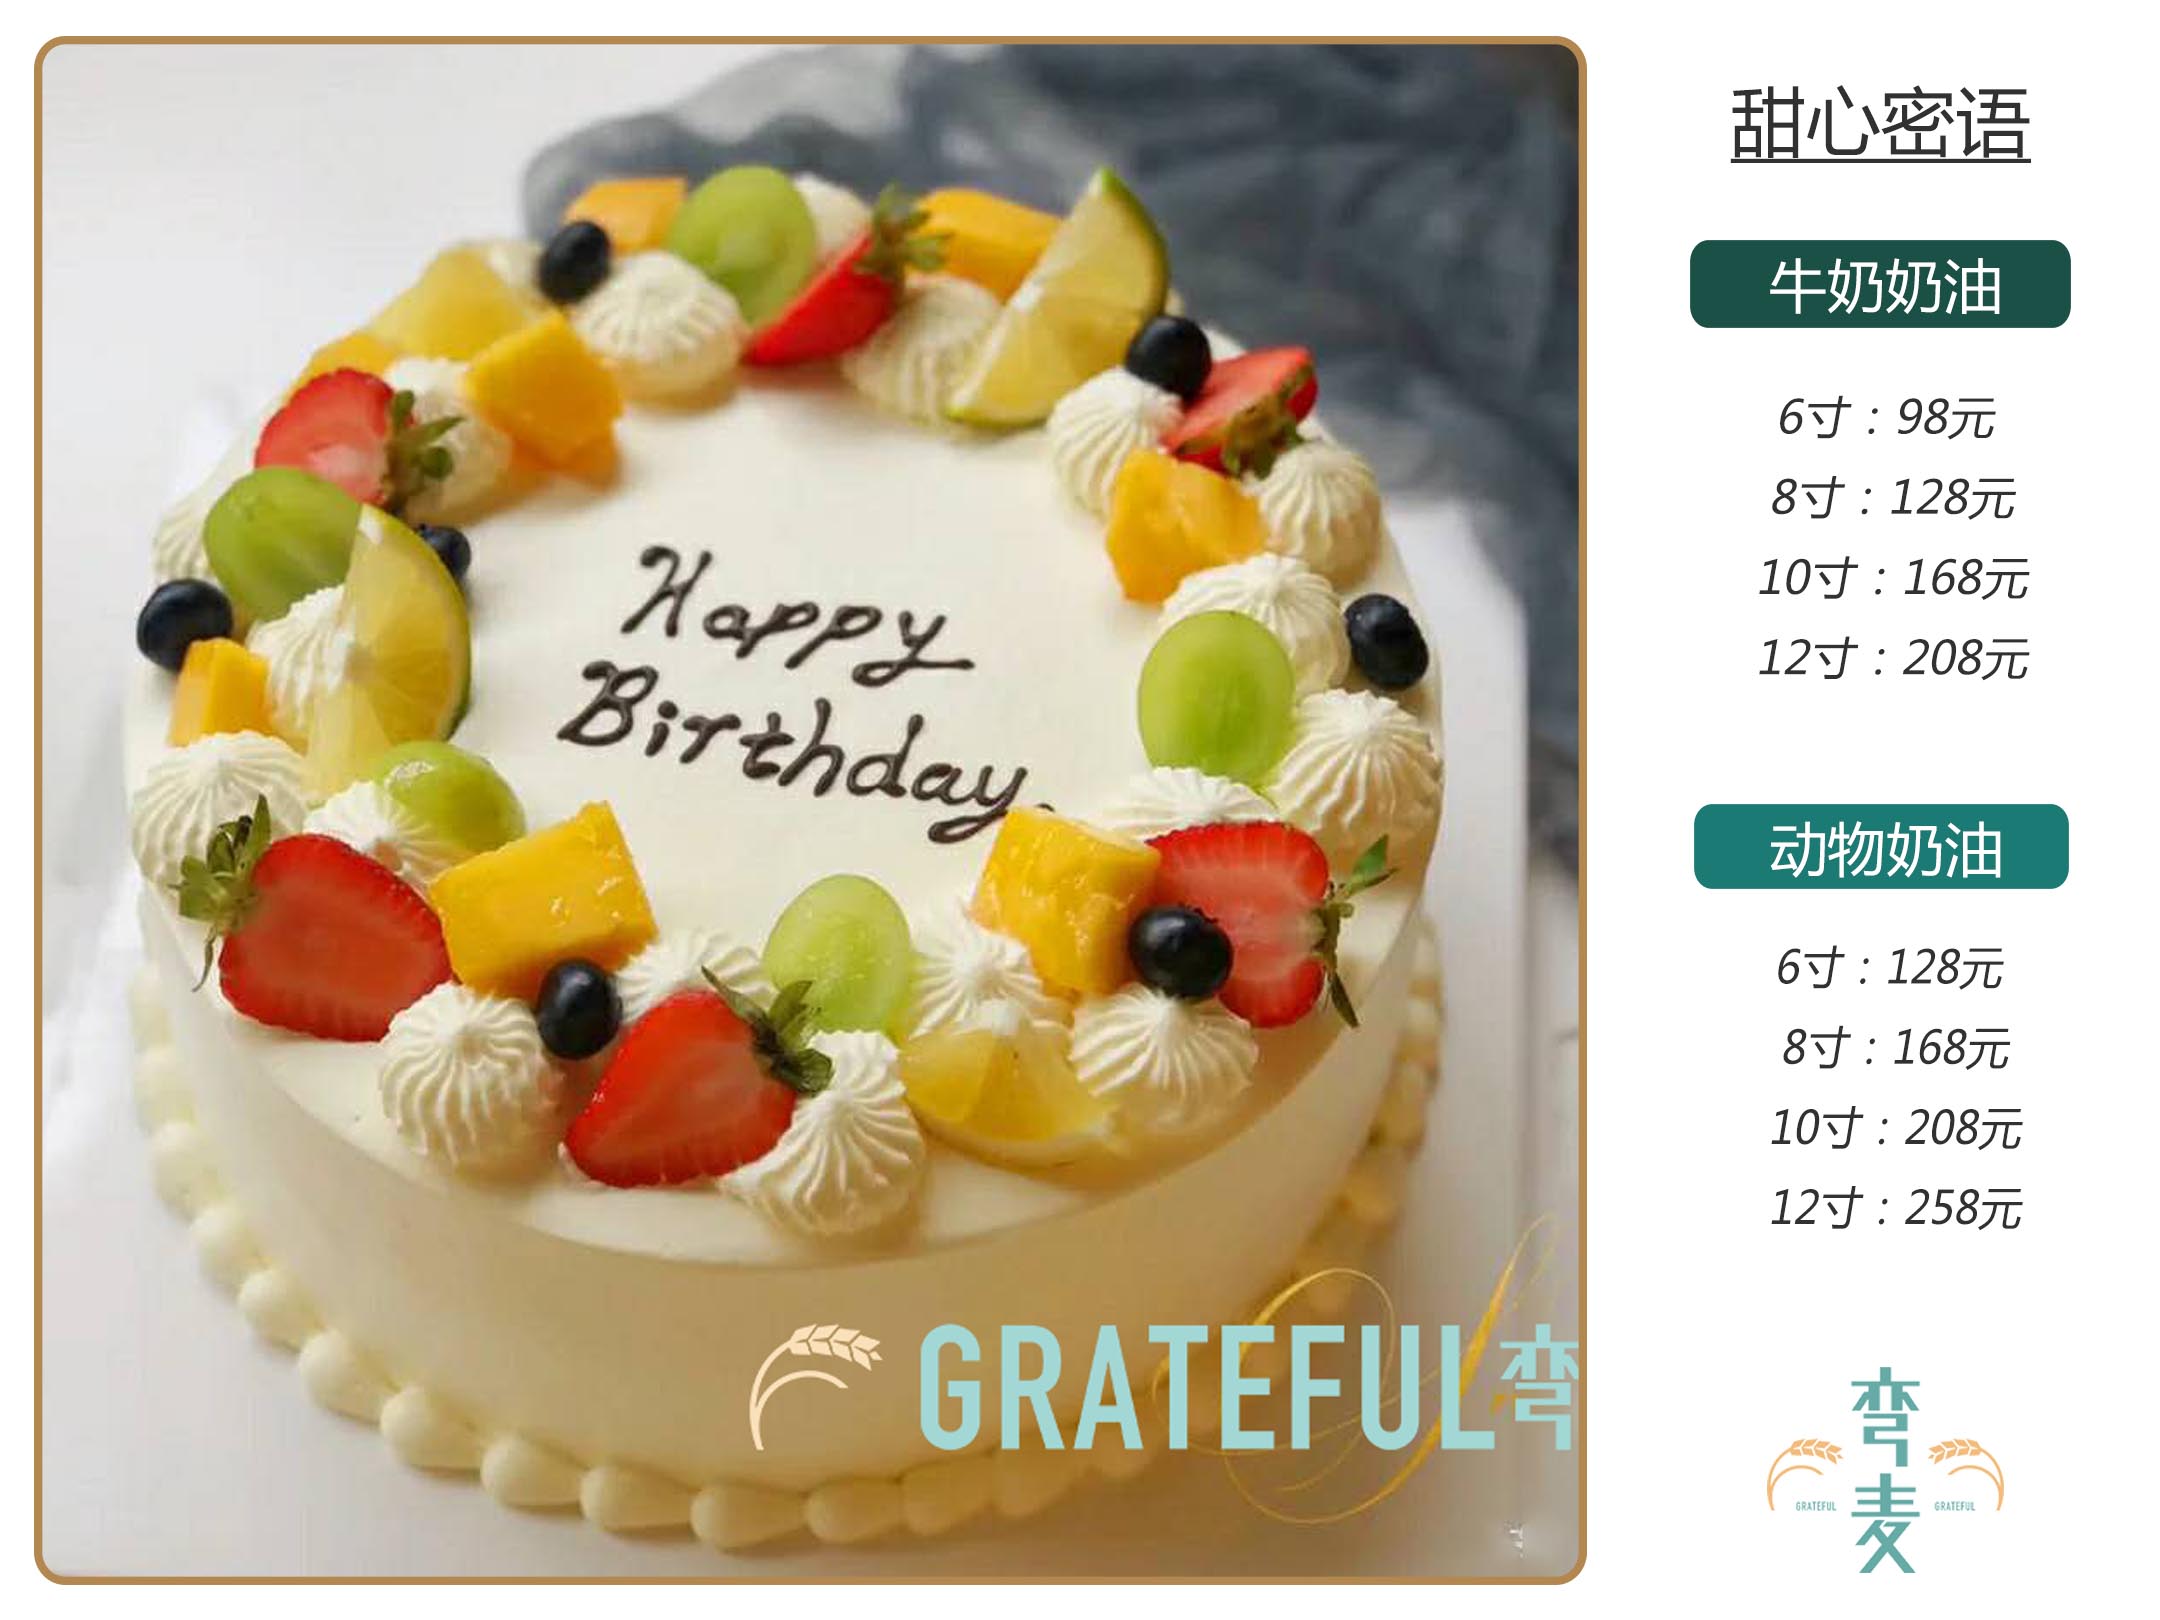 Happy
Birthday.
GRATEFUL弯
甜心密语
牛奶奶油
6寸：98元
8寸：128元
10寸：168元
12寸：208元
动物奶油
6寸：128元
8寸：168元
10寸：208元
12寸：258元
弯
麦
GRATEFUL
GRATEFUL